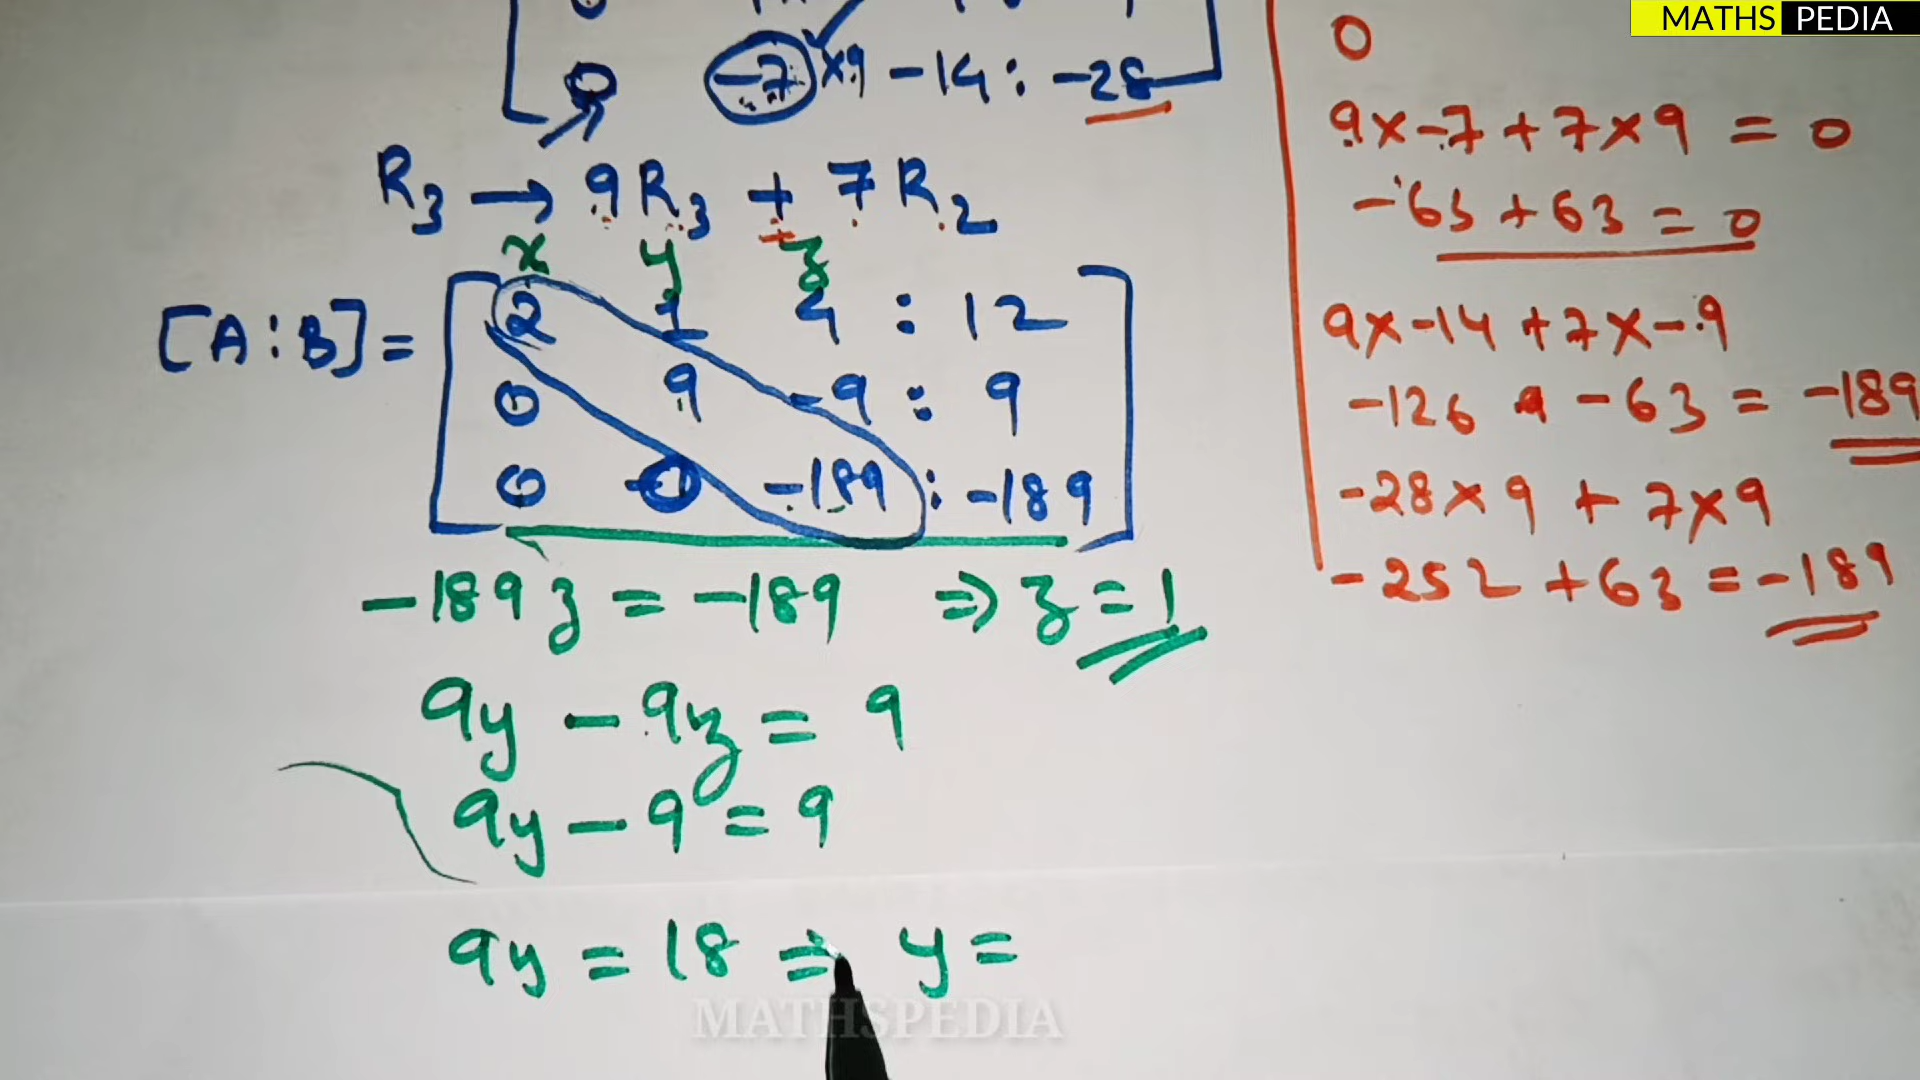 MATHS PEDIA
0 -7 ×9 -14 : -28
R3 → 9R3 + 7R2
x y z
[A:B] =
2 1 4 : 12
0 9 -9 : 9
0 0 -189 : -189
-189z = -189 ⇒ z = 1
9y - 9z = 9
9y - 9 = 9
9y = 18 ⇒ y =
0
9×-7 + 7×9 = 0
-63 + 63 = 0
9×-14 + 7×-9
-126 - 63 = -189
-28×9 + 7×9
-252 + 63 = -189
MATHSPEDIA